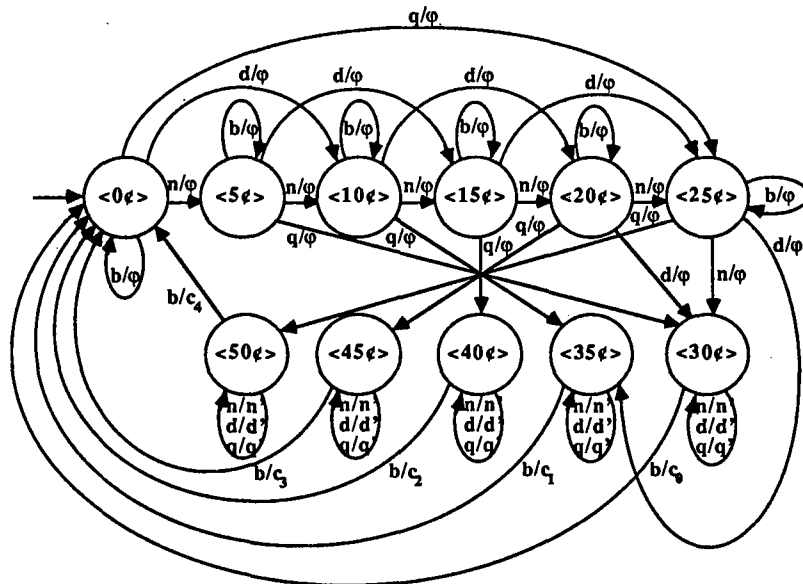 q/φ
d/φ d/φ d/φ d/φ
b/φ b/φ b/φ b/φ
<0¢> n/φ <5¢> n/φ <10¢> n/φ <15¢> n/φ <20¢> n/φ <25¢> b/φ
q/φ q/φ q/φ q/φ q/φ
b/φ d/φ n/φ d/φ
b/c₄
<50¢> <45¢> <40¢> <35¢> <30¢>
n/n' n/n' n/n' n/n' n/n'
d/d' d/d' d/d' d/d' d/d'
q/q' q/q' q/q' q/q' q/q'
b/c₃ b/c₂ b/c₁ b/c₀